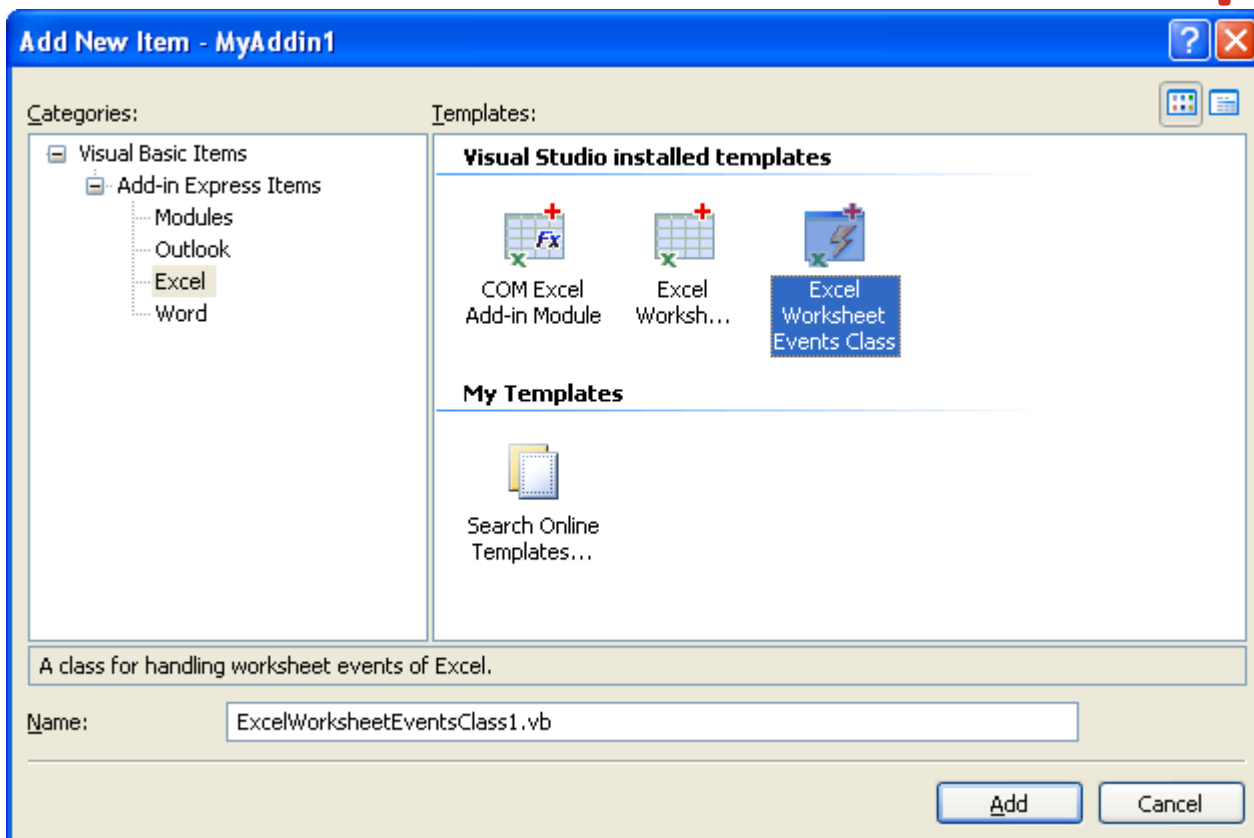 Add New Item - MyAddin1
Categories:
Templates:
Visual Basic Items
Add-in Express Items
Modules
Outlook
Excel
Word
Visual Studio installed templates
COM Excel
Add-in Module
Excel
Worksh...
Excel
Worksheet
Events Class
My Templates
Search Online
Templates...
A class for handling worksheet events of Excel.
Name:
ExcelWorksheetEventsClass1.vb
Add
Cancel